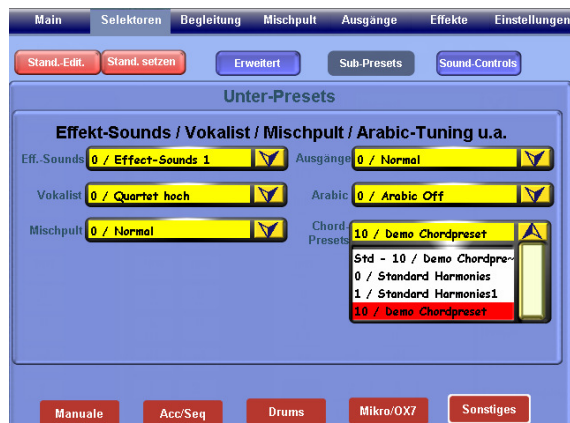 Main Selektoren Begleitung Mischpult Ausgänge Effekte Einstellungen
Stand.-Edit. Stand. setzen Erweitert Sub-Presets Sound-Controls
Unter-Presets
Effekt-Sounds / Vokalist / Mischpult / Arabic-Tuning u.a.
Eff.-Sounds 0 / Effect-Sounds 1 Ausgänge 0 / Normal
Vokalist 0 / Quartet hoch Arabic 0 / Arabic Off
Mischpult 0 / Normal Chord-Presets 10 / Demo Chordpreset
Std - 10 / Demo Chordpre~
0 / Standard Harmonies
1 / Standard Harmonies1
10 / Demo Chordpreset
Manuale Acc/Seq Drums Mikro/OX7 Sonstiges